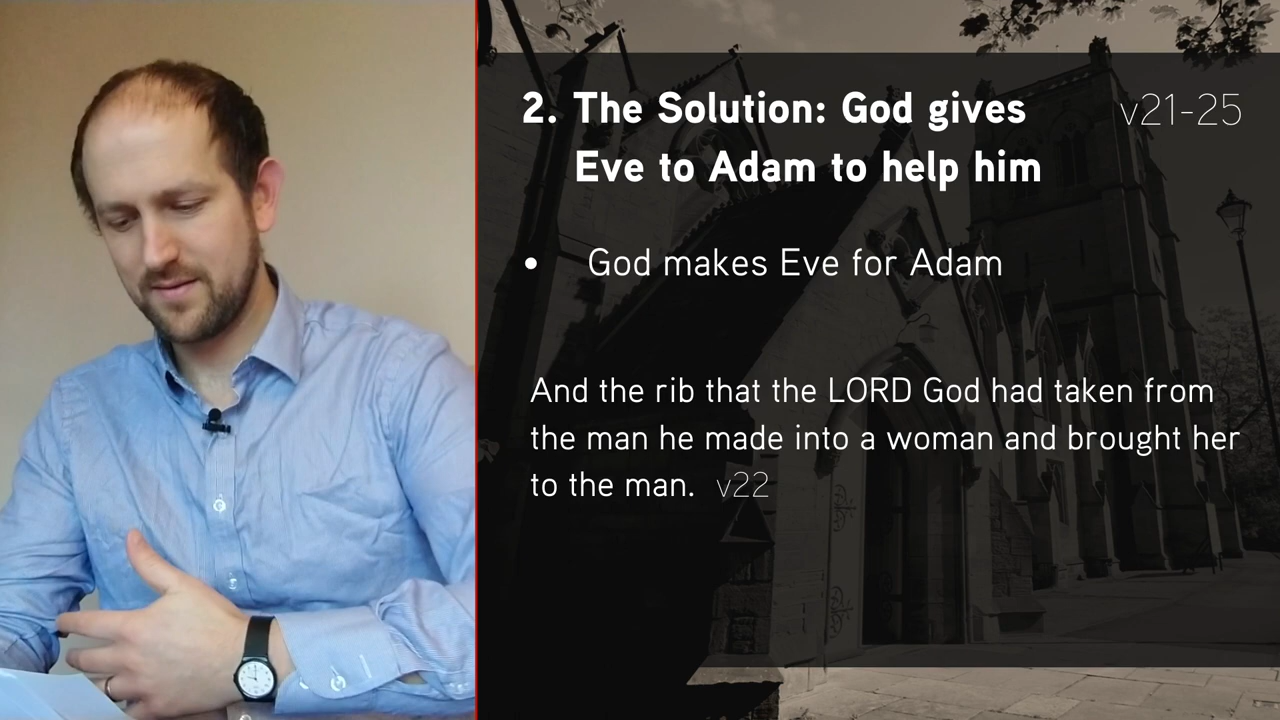 2. The Solution: God gives v21-25
Eve to Adam to help him
• God makes Eve for Adam
And the rib that the LORD God had taken from
the man he made into a woman and brought her
to the man. v22